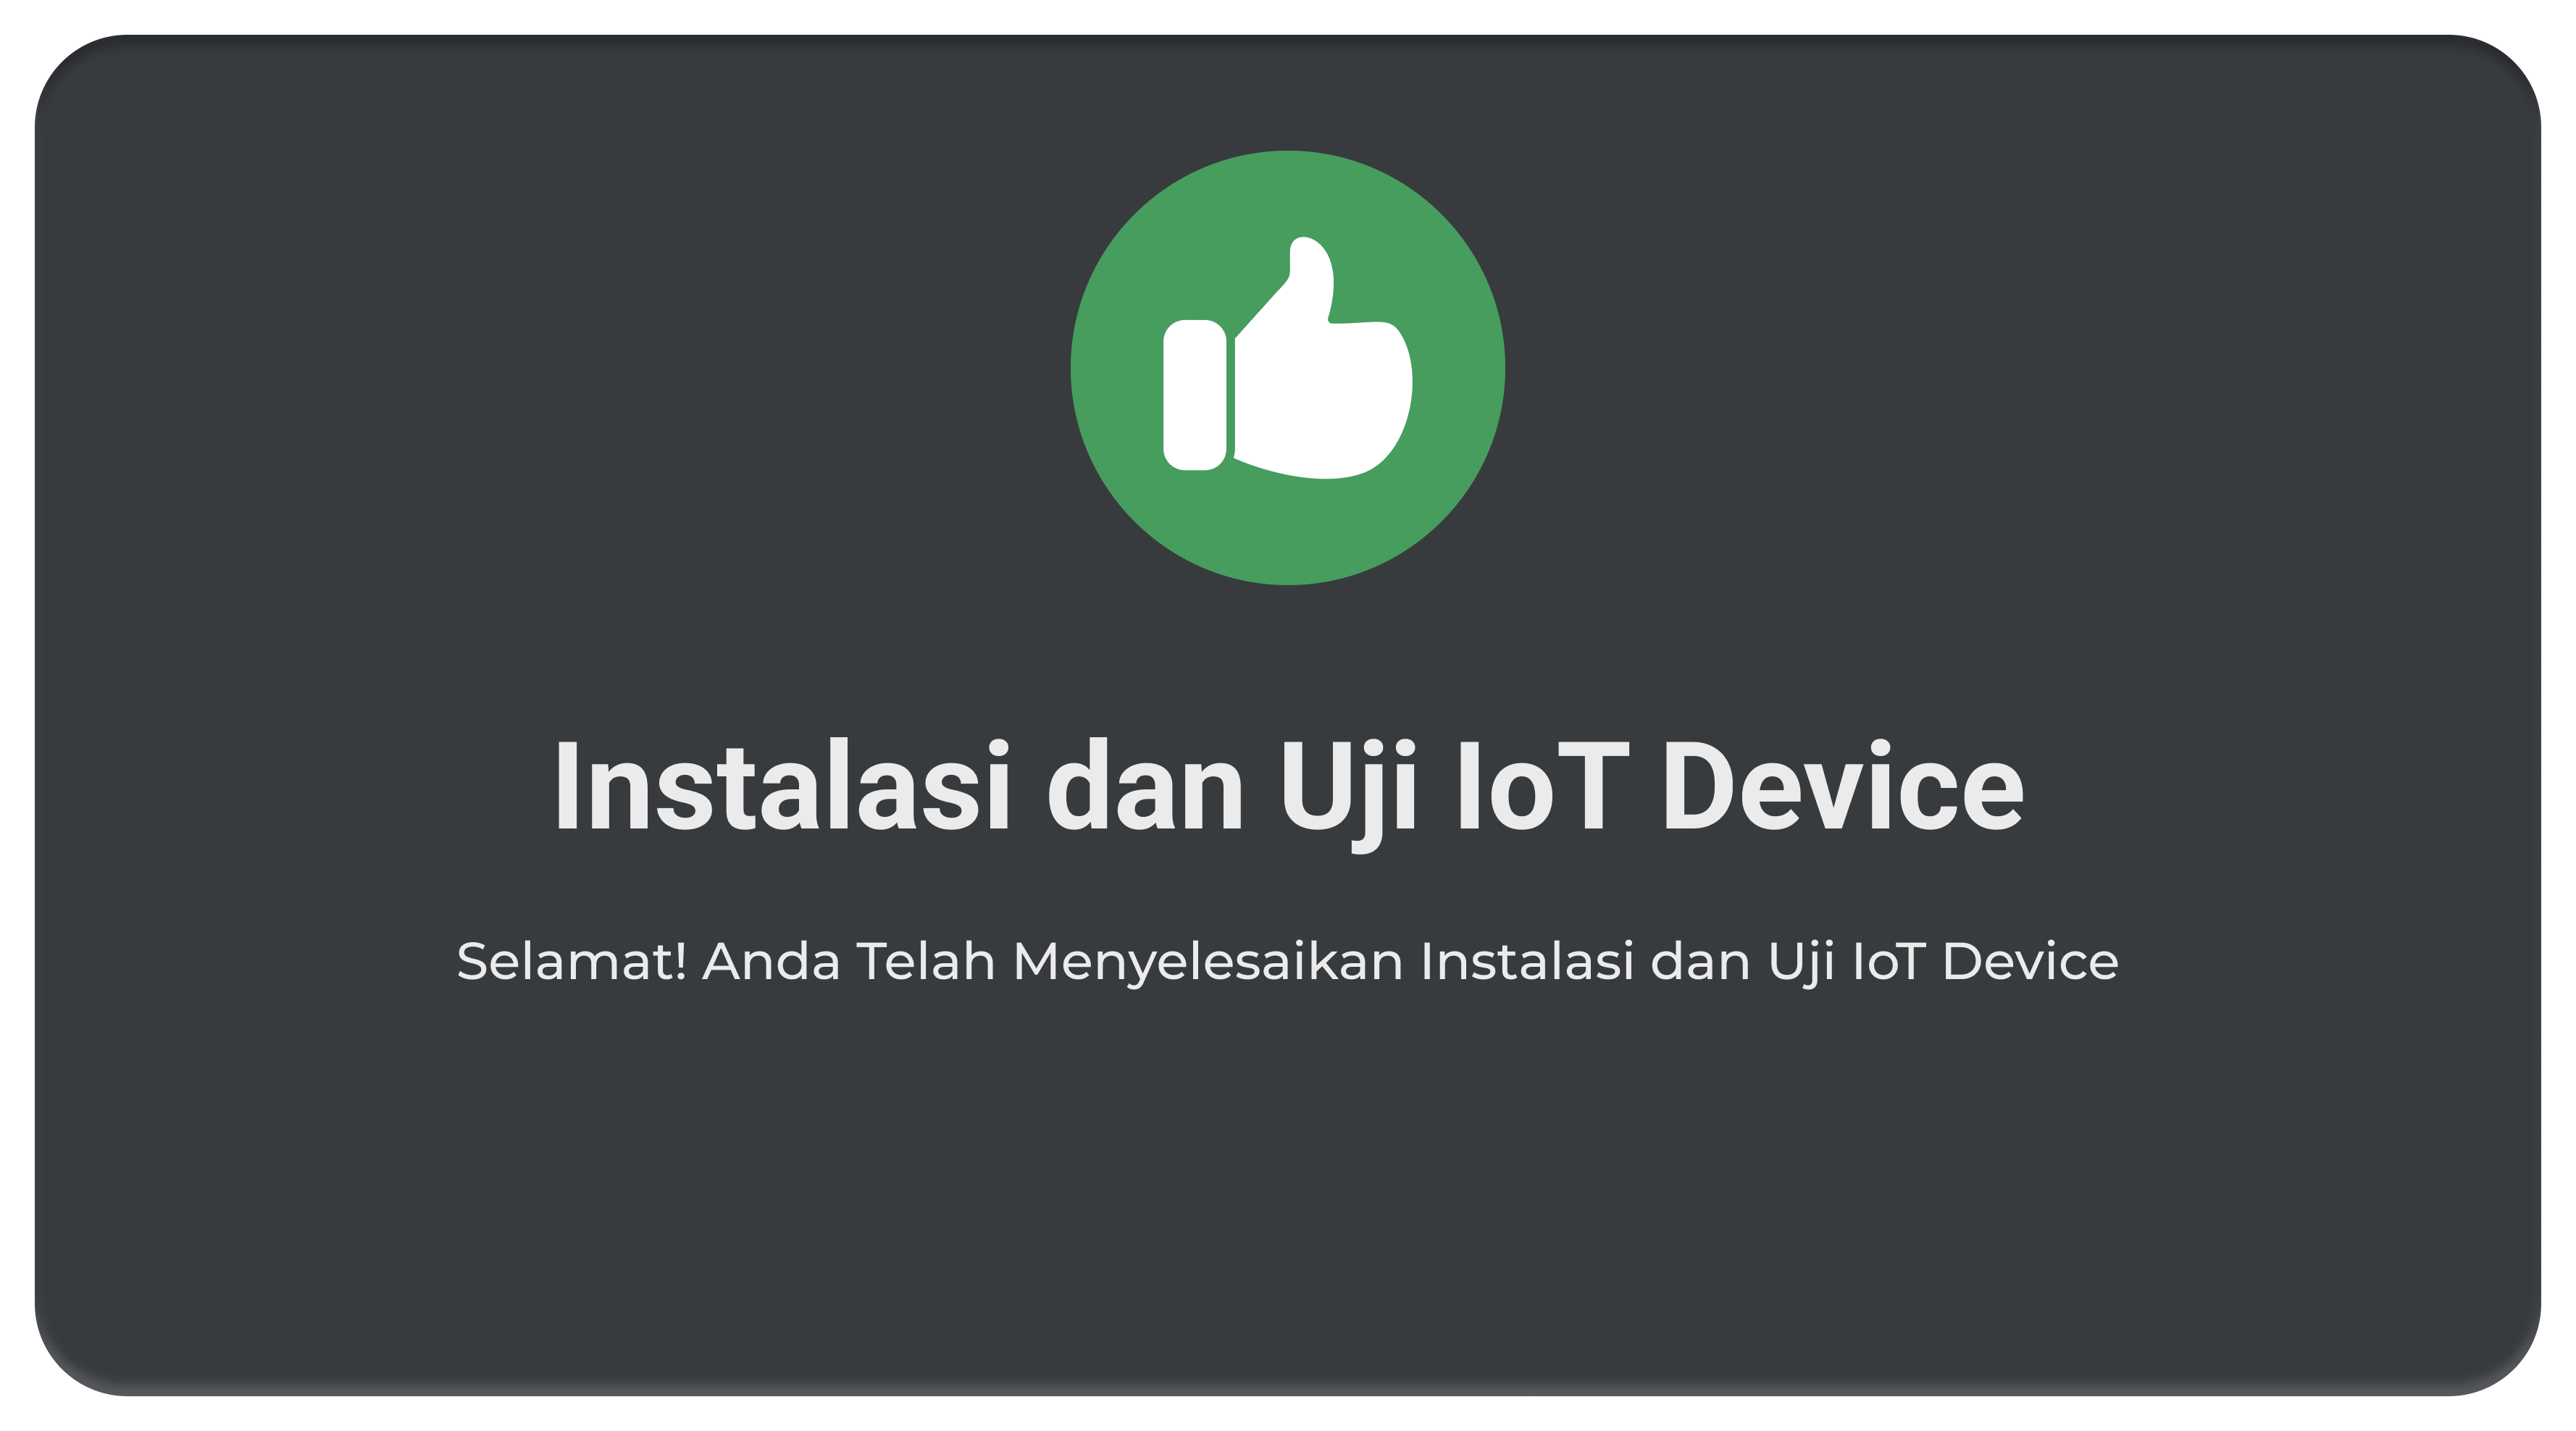 Instalasi dan Uji IoT Device
Selamat! Anda Telah Menyelesaikan Instalasi dan Uji IoT Device